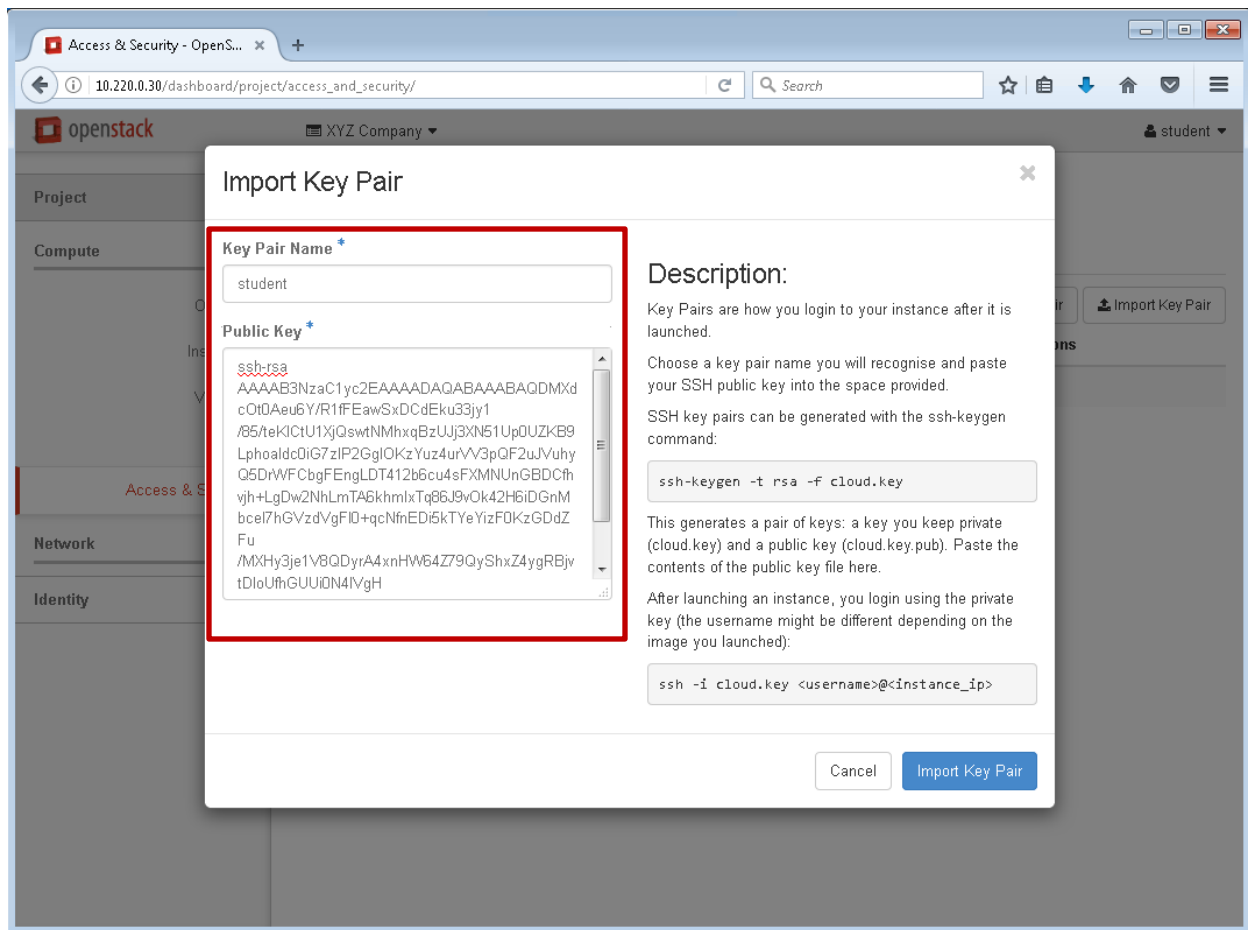 Access & Security - OpenS...
10.220.0.30/dashboard/project/access_and_security/
Search
openstack
XYZ Company
student
Import Key Pair
Project
Compute
Key Pair Name *
student
Public Key *
ssh-rsa
AAAAB3NzaC1yc2EAAAADAQABAAABAQDMXd
cOt0Aeu6Y/R1fFEawSxDCdEku33jy1
/85/teKlCtU1XjQswtNMhxqBzUJj3XN51Up0UZKB9
Lphoaldc0iG7zlP2GglOKzYuz4urVV3pQF2uJVuhy
Q5DrWFCbgFEngLDT412b6cu4sFXMNUnGBDCfh
vjh+LgDw2NhLmTA6khmlxTq86J9vOk42H6iDGnM
bcel7hGVzdVgFl0+qcNfnEDi5kTYeYizF0KzGDdZ
Fu
/MXHy3je1V8QDyrA4xnHW64Z79QyShxZ4ygRBjv
tDloUfhGUUi0N4lVgH
Description:
Key Pairs are how you login to your instance after it is
launched.
Choose a key pair name you will recognise and paste
your SSH public key into the space provided.
SSH key pairs can be generated with the ssh-keygen
command:
ssh-keygen -t rsa -f cloud.key
This generates a pair of keys: a key you keep private
(cloud.key) and a public key (cloud.key.pub). Paste the
contents of the public key file here.
After launching an instance, you login using the private
key (the username might be different depending on the
image you launched):
ssh -i cloud.key <username>@<instance_ip>
Cancel
Import Key Pair
O
Ins
V
Access & S
Network
Identity
ir
Import Key Pair
ons